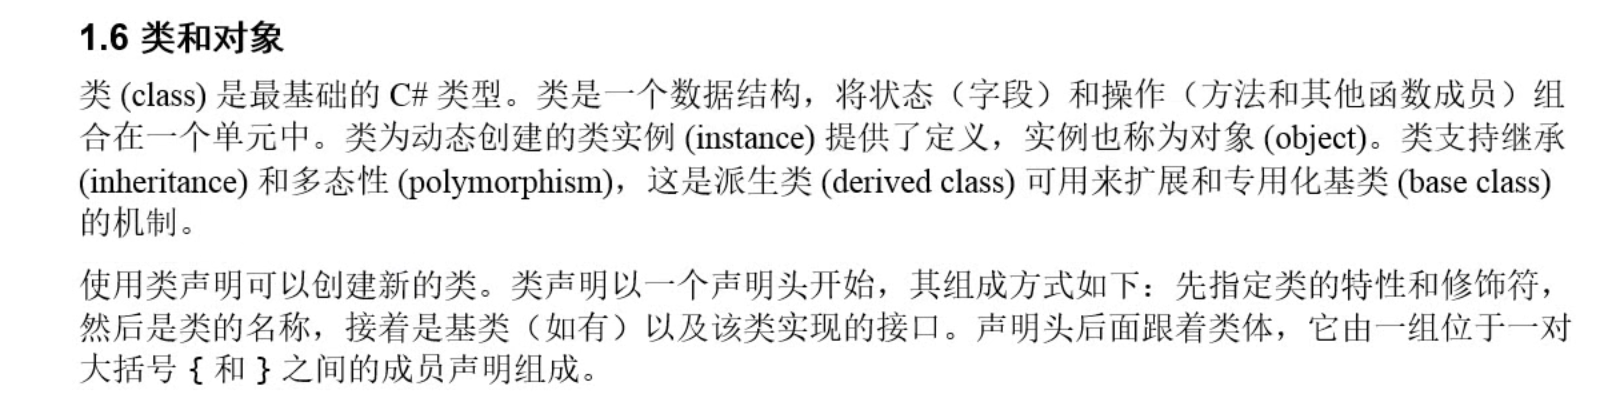 1.6 类和对象
类 (class) 是最基础的 C# 类型。类是一个数据结构，将状态（字段）和操作（方法和其他函数成员）组
合在一个单元中。类为动态创建的类实例 (instance) 提供了定义，实例也称为对象 (object)。类支持继承
(inheritance) 和多态性 (polymorphism)，这是派生类 (derived class) 可用来扩展和专用化基类 (base class)
的机制。
使用类声明可以创建新的类。类声明以一个声明头开始，其组成方式如下：先指定类的特性和修饰符，
然后是类的名称，接着是基类（如有）以及该类实现的接口。声明头后面跟着类体，它由一组位于一对
大括号 { 和 } 之间的成员声明组成。